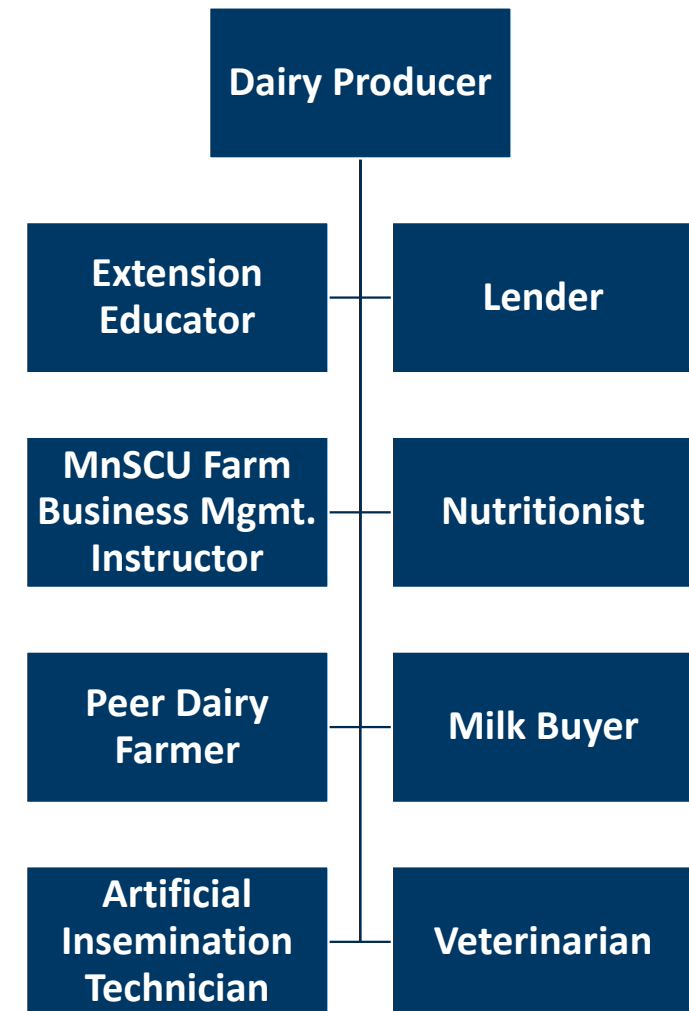 Dairy Producer
Extension
Educator
Lender
MnSCU Farm
Business Mgmt.
Instructor
Nutritionist
Peer Dairy
Farmer
Milk Buyer
Artificial
Insemination
Technician
Veterinarian